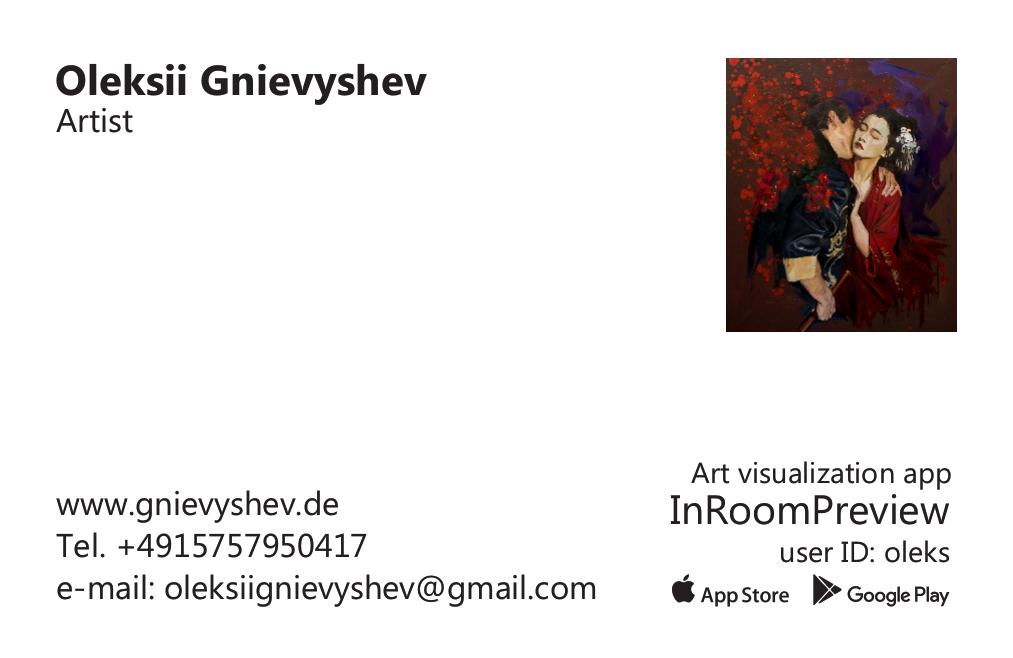 Oleksii Gnievyshev
Artist
www.gnievyshev.de
Tel. +4915757950417
e-mail: oleksiignievyshev@gmail.com
Art visualization app
InRoomPreview
user ID: oleks
App Store Google Play